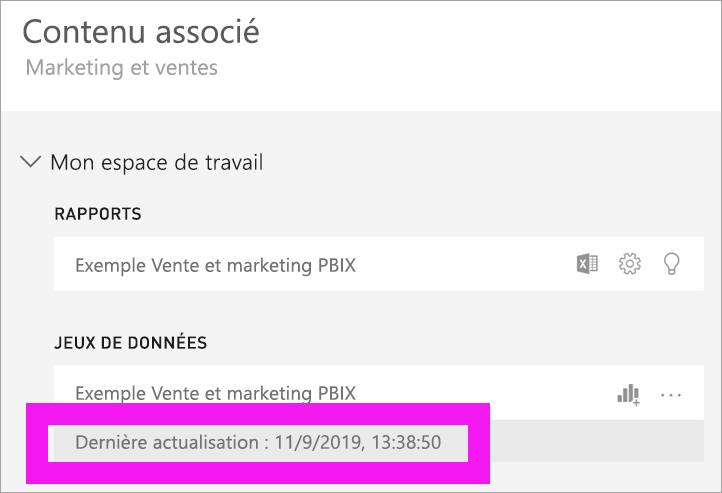 Contenu associé
Marketing et ventes
Mon espace de travail
RAPPORTS
Exemple Vente et marketing PBIX
JEUX DE DONNÉES
Exemple Vente et marketing PBIX
Dernière actualisation : 11/9/2019, 13:38:50